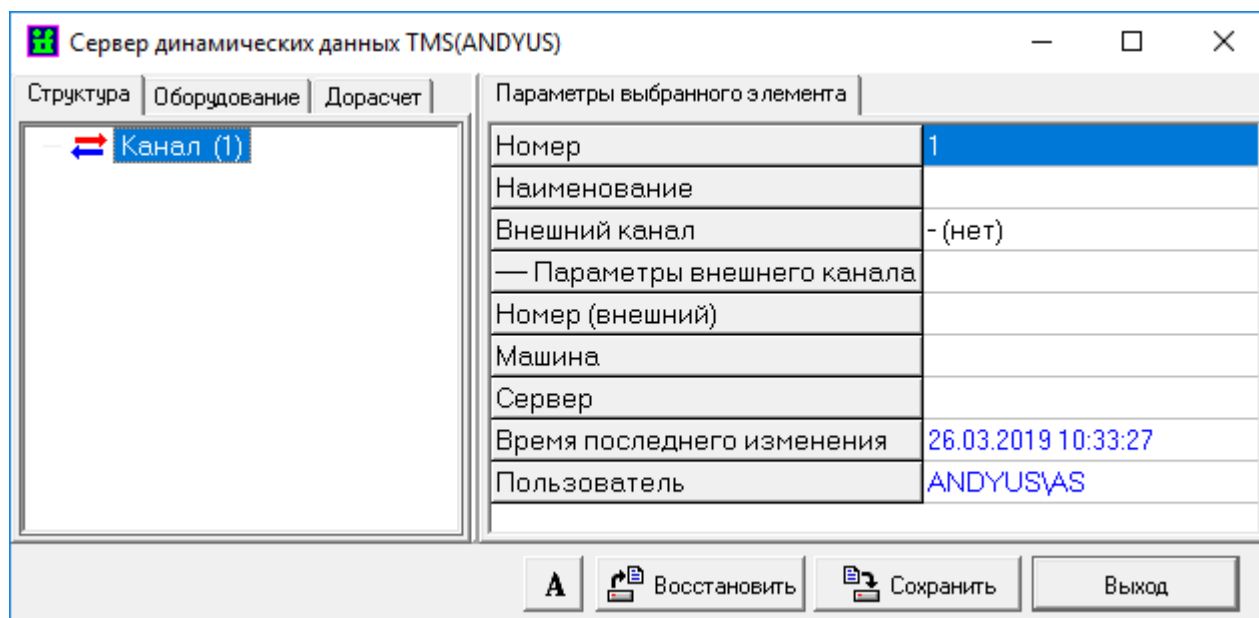 Сервер динамических данных TMS(ANDYUS)
Структура Оборудование Дорасчет
Параметры выбранного элемента
Канал (1)
Номер 1
Наименование
Внешний канал - (нет)
— Параметры внешнего канала
Номер (внешний)
Машина
Сервер
Время последнего изменения 26.03.2019 10:33:27
Пользователь ANDYUS\AS
A Восстановить Сохранить Выход